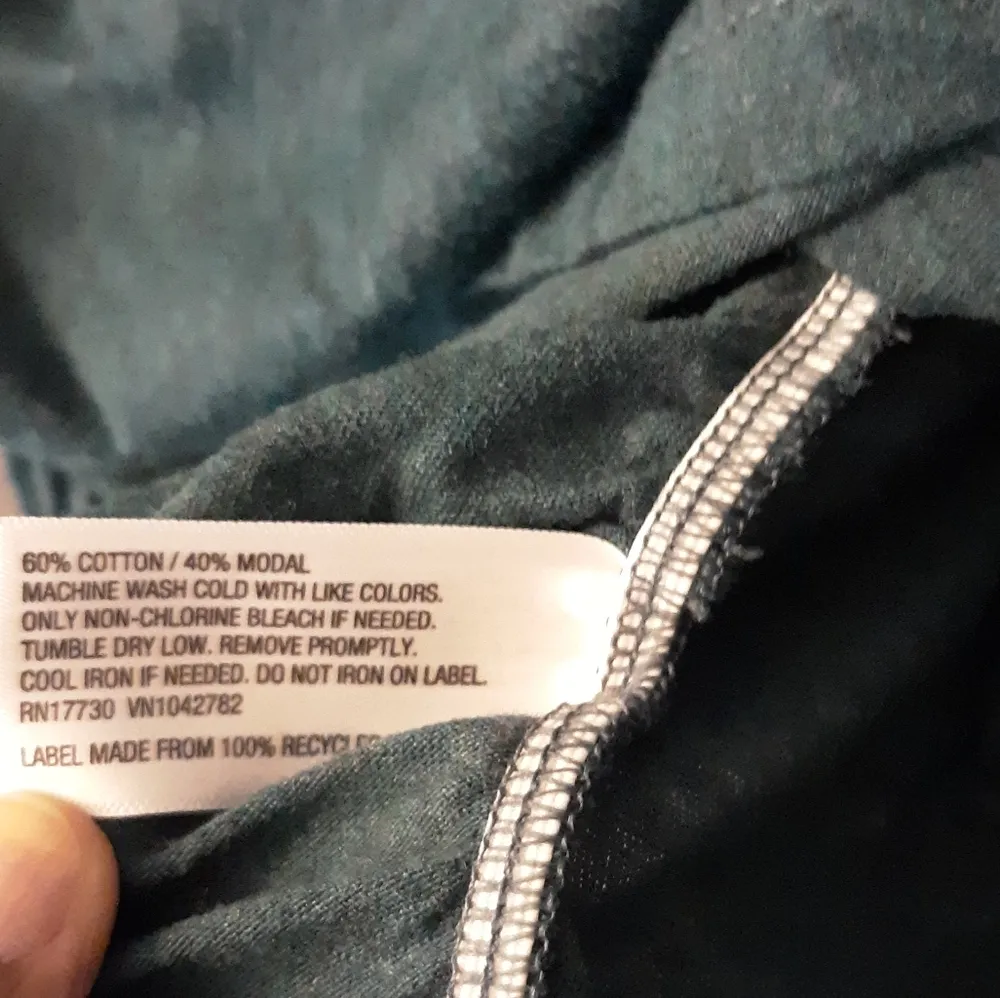 60% COTTON / 40% MODAL
MACHINE WASH COLD WITH LIKE COLORS.
ONLY NON-CHLORINE BLEACH IF NEEDED.
TUMBLE DRY LOW. REMOVE PROMPTLY.
COOL IRON IF NEEDED. DO NOT IRON ON LABEL.
RN17730 VN1042782
LABEL MADE FROM 100%